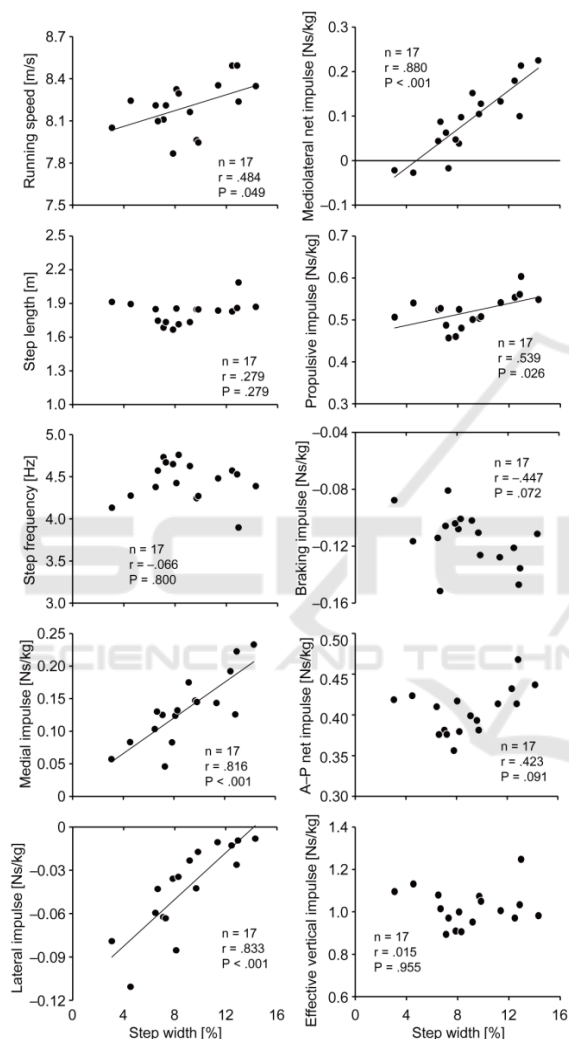 Running speed [m/s]
8.7
8.4
8.1
7.8
7.5
n = 17
r = .484
P = .049
Mediolateral net impulse [Ns/kg]
0.3
0.2
0.1
0
–0.1
n = 17
r = .880
P < .001
Step length [m]
2.5
2.2
1.9
1.6
1.3
1.0
n = 17
r = .279
P = .279
Propulsive impulse [Ns/kg]
0.7
0.6
0.5
0.4
0.3
n = 17
r = .539
P = .026
Step frequency [Hz]
5.0
4.5
4.0
3.5
3.0
n = 17
r = –.066
P = .800
Braking impulse [Ns/kg]
–0.04
–0.08
–0.12
–0.16
n = 17
r = –.447
P = .072
Medial impulse [Ns/kg]
0.25
0.20
0.15
0.10
0.05
0
n = 17
r = .816
P < .001
A–P net impulse [Ns/kg]
0.50
0.45
0.40
0.35
0.30
n = 17
r = .423
P = .091
Lateral impulse [Ns/kg]
0
–0.03
–0.06
–0.09
–0.12
n = 17
r = .833
P < .001
0 4 8 12 16
Step width [%]
Effective vertical impulse [Ns/kg]
1.4
1.2
1.0
0.8
0.6
n = 17
r = .015
P = .955
0 4 8 12 16
Step width [%]
SCITE
SCIENCE AND TECHN